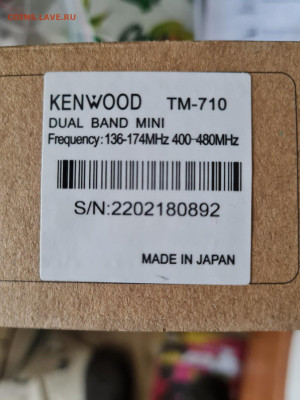 KENWOOD TM-710
DUAL BAND MINI
Frequency: 136-174MHz 400-480MHz
S/N:2202180892
MADE IN JAPAN